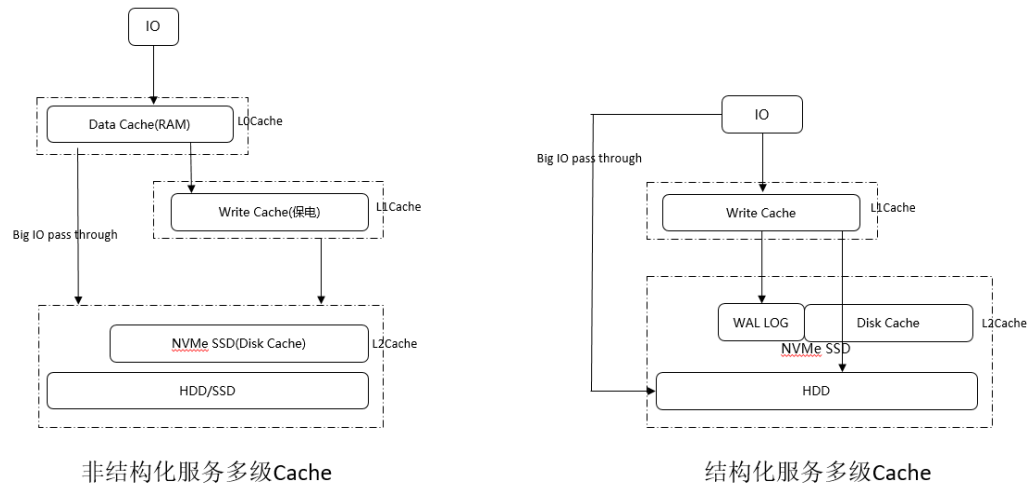 IO
Data Cache(RAM)
L0Cache
Write Cache(保电)
L1Cache
Big IO pass through
NVMe SSD(Disk Cache)
L2Cache
HDD/SSD
非结构化服务多级Cache
IO
Big IO pass through
Write Cache
L1Cache
WAL LOG
Disk Cache
L2Cache
NVMe SSD
HDD
结构化服务多级Cache